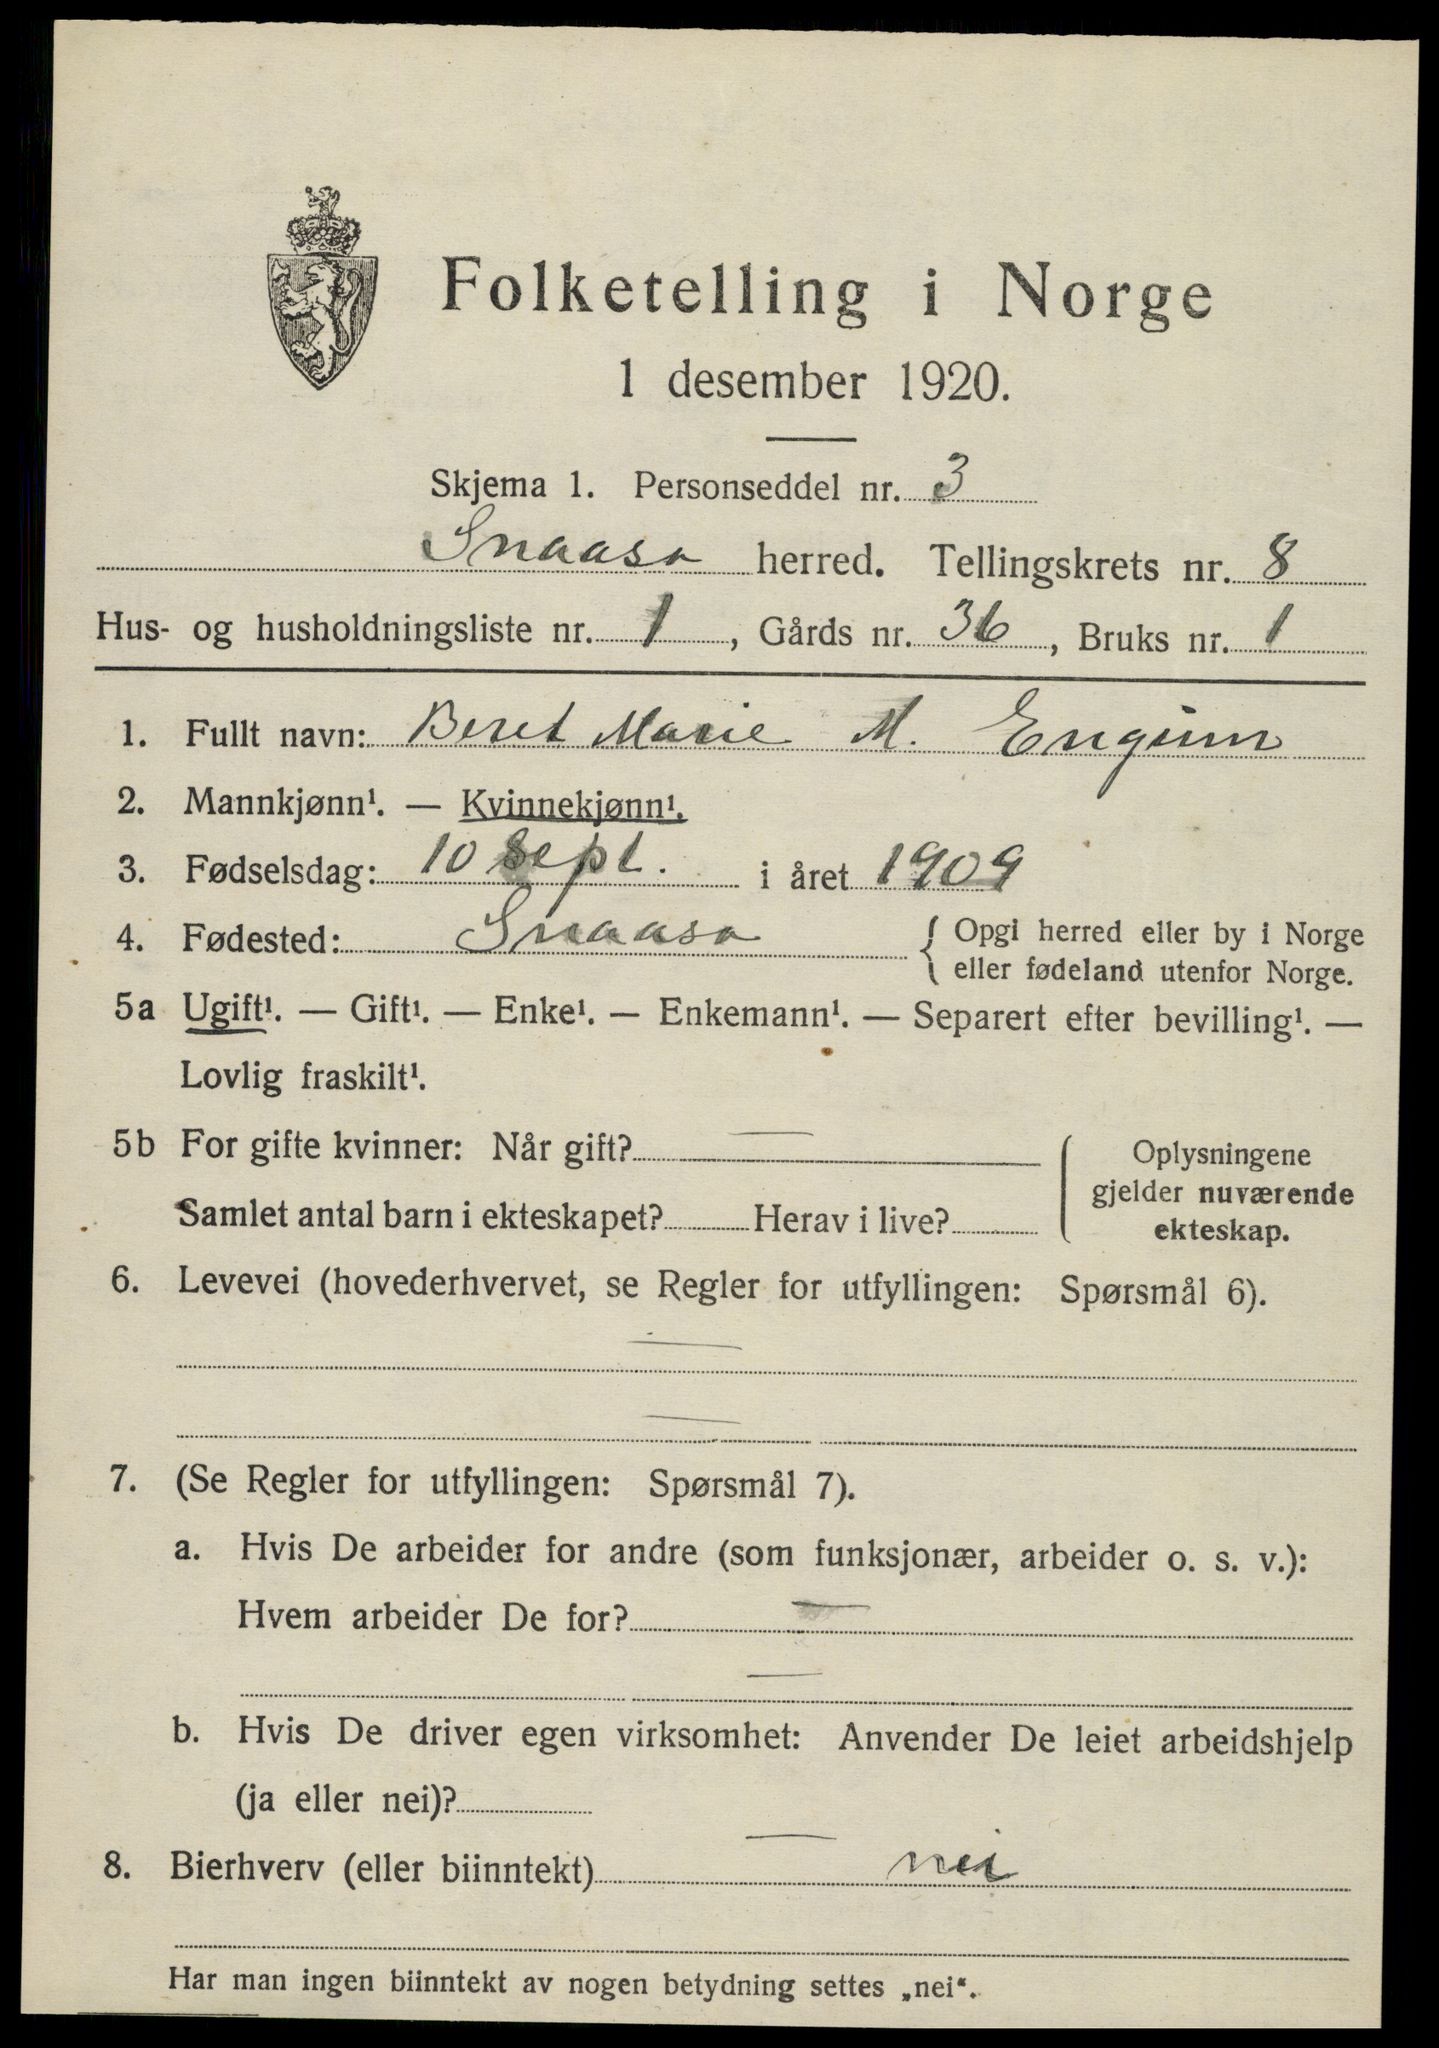 Folketelling i Norge
1 desember 1920.
Skjema 1. Personseddel nr. 3
Snaasa herred. Tellingskrets nr. 8
Hus- og husholdningsliste nr. 1, Gårds nr. 36, Bruks nr. 1
1. Fullt navn: Beret Marie M. Engum
2. Mannkjønn¹. — Kvinnekjønn¹.
3. Fødselsdag: 10 Sept. i året 1909
4. Fødested: Snaasa { Opgi herred eller by i Norge
eller fødeland utenfor Norge.
5a Ugift¹. — Gift¹. — Enke¹. — Enkemann¹. — Separert efter bevilling¹. —
Lovlig fraskilt¹.
5b For gifte kvinner: Når gift? —
Samlet antal barn i ekteskapet? Herav i live?
Oplysningene
gjelder nuværende
ekteskap.
6. Levevei (hovederhvervet, se Regler for utfyllingen: Spørsmål 6).
—
—
7. (Se Regler for utfyllingen: Spørsmål 7).
a. Hvis De arbeider for andre (som funksjonær, arbeider o. s. v.):
Hvem arbeider De for? —
—
b. Hvis De driver egen virksomhet: Anvender De leiet arbeidshjelp
(ja eller nei)? —
8. Bierhverv (eller biinntekt) nei
Har man ingen biinntekt av nogen betydning settes „nei“.